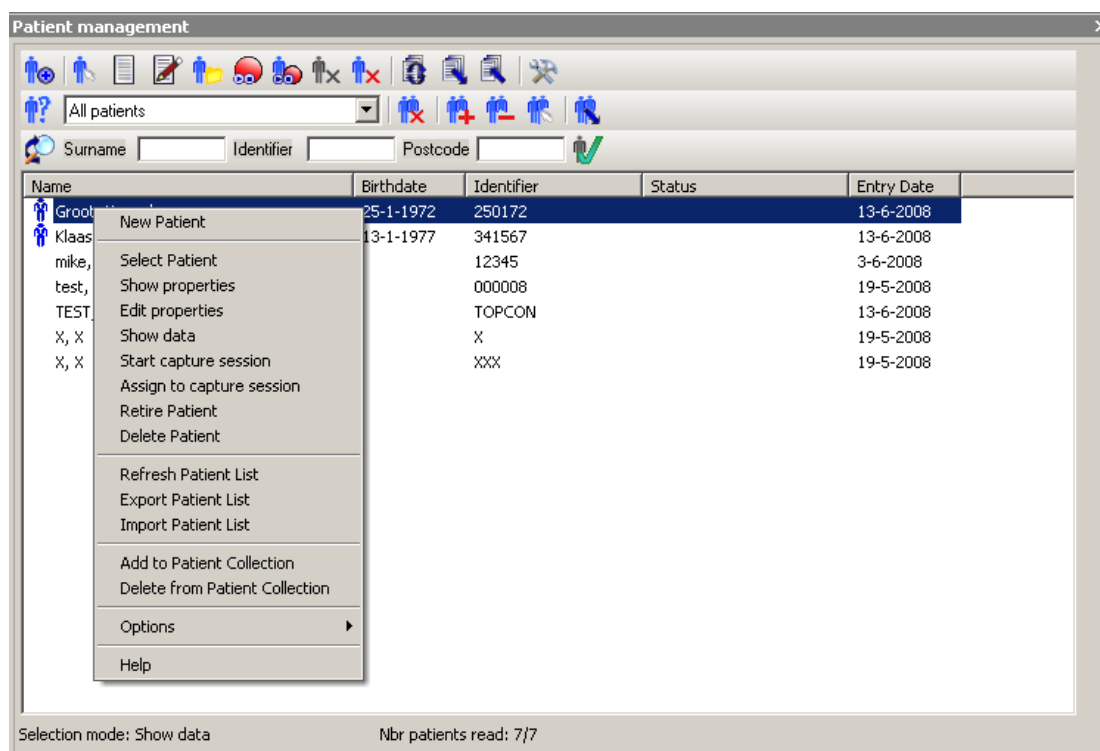 Patient management
All patients
Surname Identifier Postcode
Name Birthdate Identifier Status Entry Date
25-1-1972 250172 13-6-2008
Klaas 13-1-1977 341567 13-6-2008
mike, 12345 3-6-2008
test, 000008 19-5-2008
TEST_ TOPCON 13-6-2008
X, X X 19-5-2008
X, X XXX 19-5-2008
New Patient
Select Patient
Show properties
Edit properties
Show data
Start capture session
Assign to capture session
Retire Patient
Delete Patient
Refresh Patient List
Export Patient List
Import Patient List
Add to Patient Collection
Delete from Patient Collection
Options
Help
Selection mode: Show data Nbr patients read: 7/7